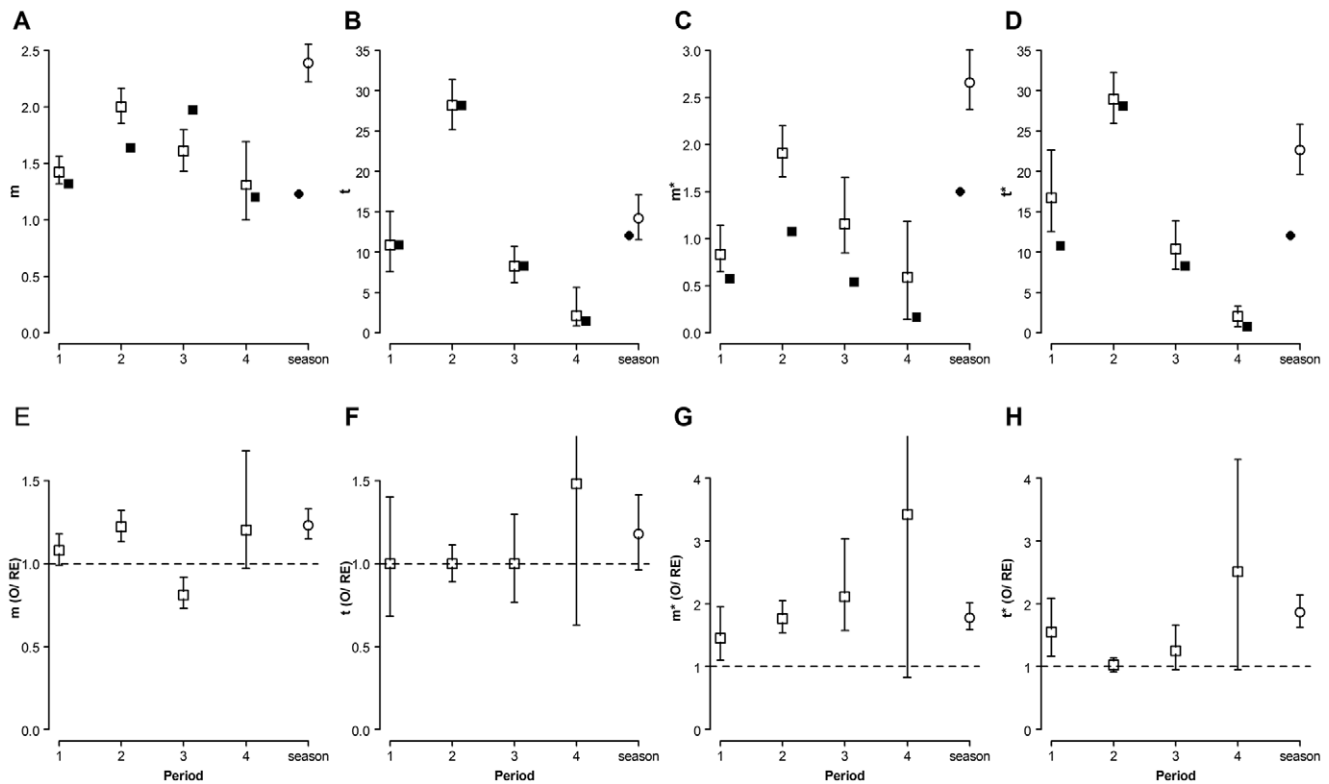 A
m
2.5
2.0
1.5
1.0
0.5
0.0
1 2 3 4 season
B
t
35
30
25
20
15
10
5
0
1 2 3 4 season
C
m*
3.0
2.5
2.0
1.5
1.0
0.5
0.0
1 2 3 4 season
D
t*
35
30
25
20
15
10
5
0
1 2 3 4 season
E
m (O/ RE)
1.5
1.0
0.5
0.0
1 2 3 4 season
Period
F
t (O/ RE)
1.5
1.0
0.5
0.0
1 2 3 4 season
Period
G
m* (O/ RE)
4
3
2
1
0
1 2 3 4 season
Period
H
t* (O/ RE)
4
3
2
1
0
1 2 3 4 season
Period